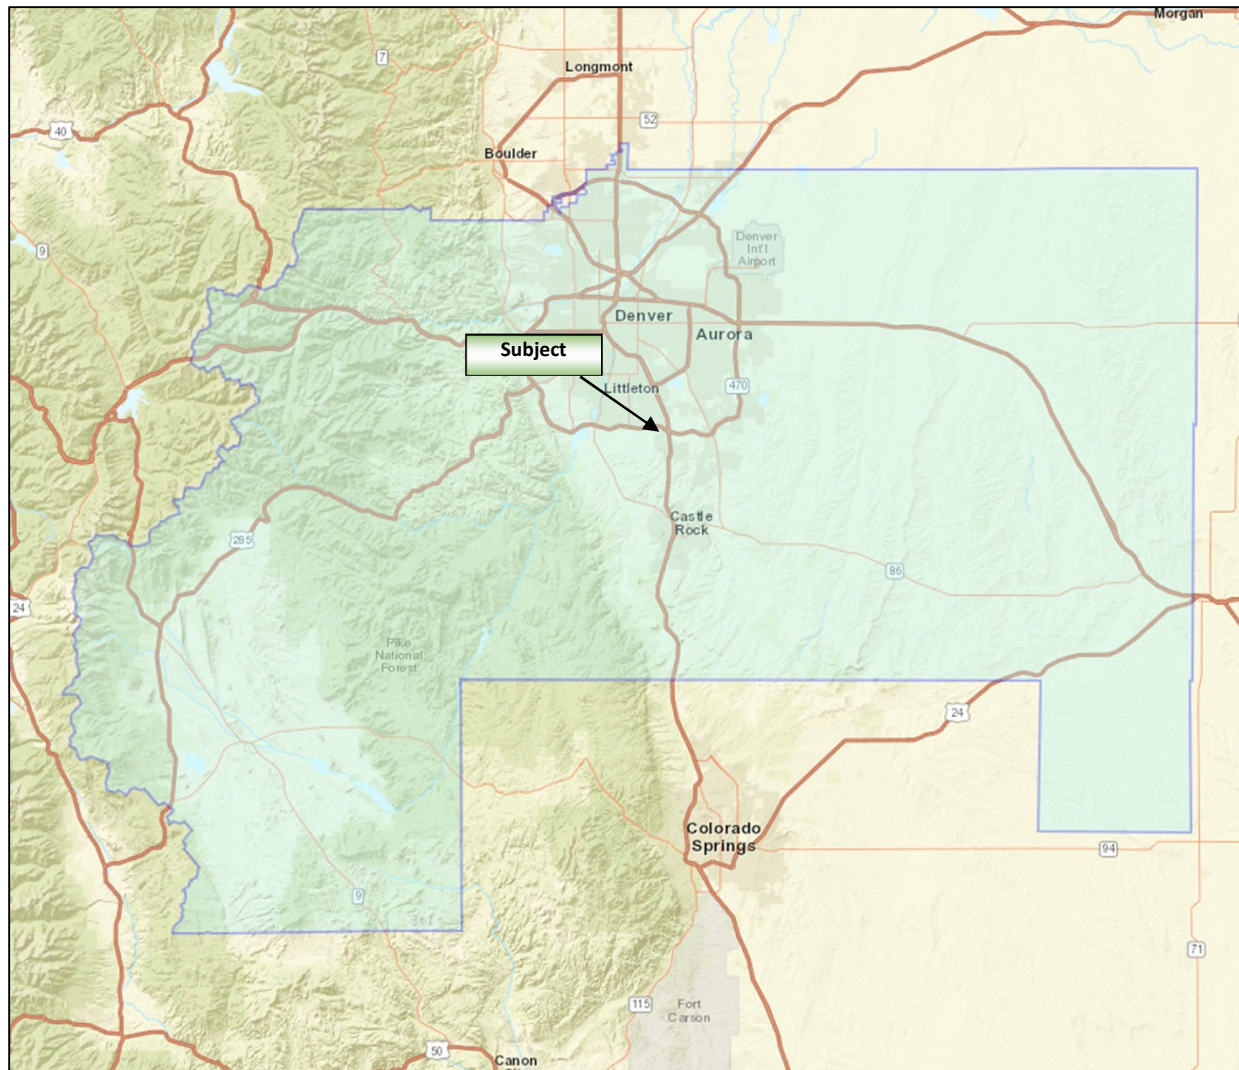 Morgan
7
Longmont
52
40
Boulder
9
Denver
Int'l
Airport
Denver
Aurora
Subject
Littleton
470
Castle
Rock
285
86
24
Pike
National
Forest
24
Colorado
Springs
94
9
71
115
Fort
Carson
50
Canon